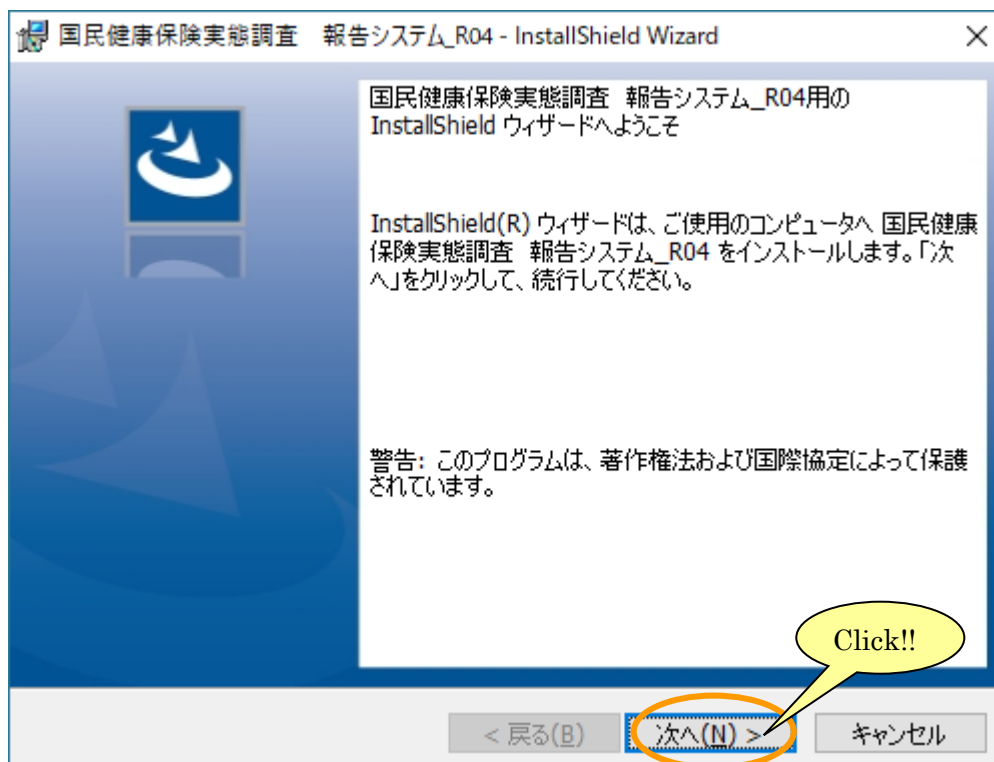 国民健康保険実態調査　報告システム_R04 - InstallShield Wizard
国民健康保険実態調査　報告システム_R04用の
InstallShield ウィザードへようこそ
InstallShield(R) ウィザードは、ご使用のコンピュータへ 国民健康
保険実態調査　報告システム_R04 をインストールします。「次
へ」をクリックして、続行してください。
警告: このプログラムは、著作権法および国際協定によって保護
されています。
Click!!
< 戻る(B)
次へ(N) >
キャンセル